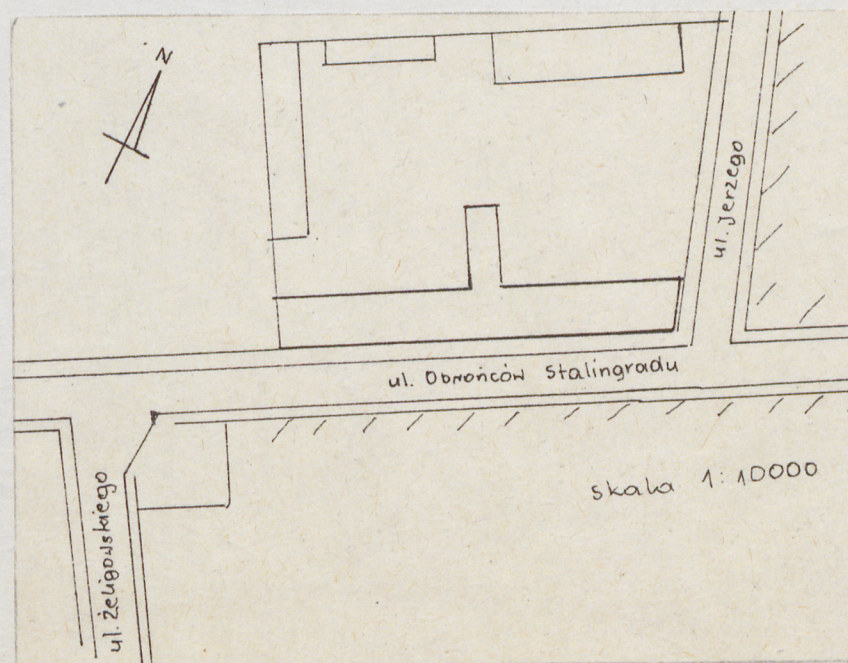 N
ul. Jerzego
ul. Obrońców Stalingradu
skala 1:10000
ul. Żeligowskiego